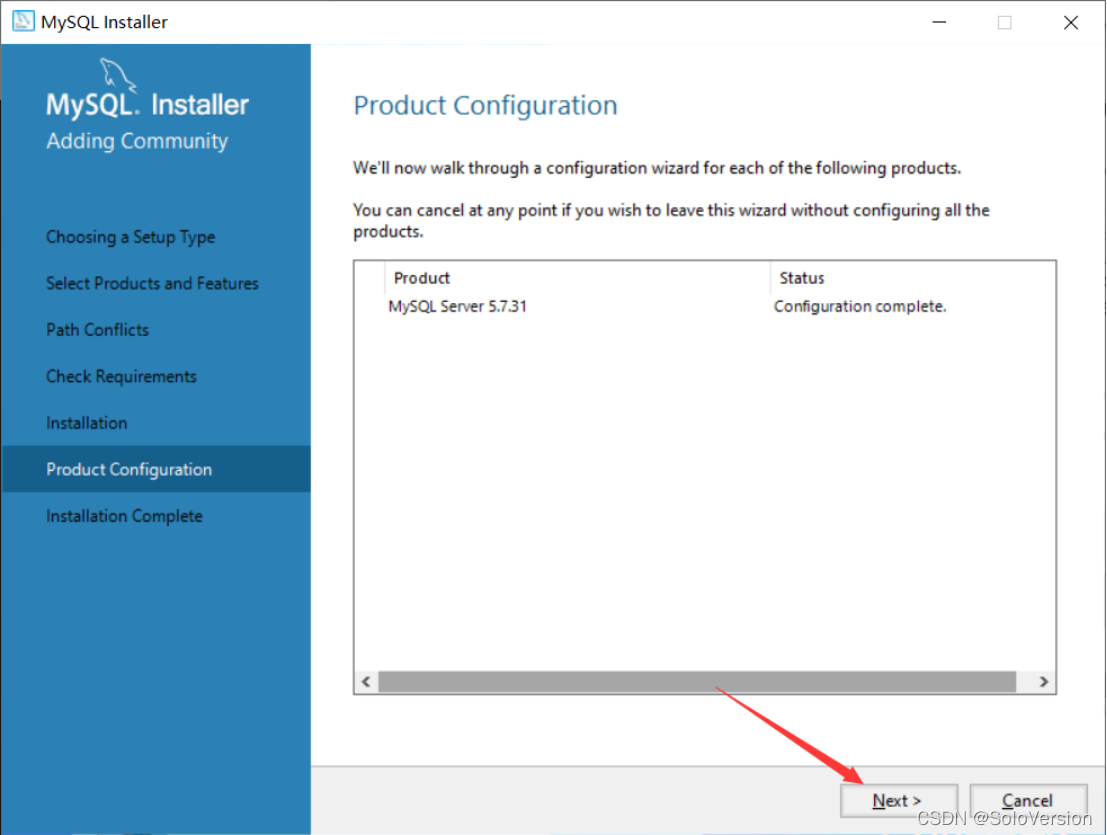 MySQL Installer
MySQL. Installer
Adding Community
Choosing a Setup Type
Select Products and Features
Path Conflicts
Check Requirements
Installation
Product Configuration
Installation Complete
Product Configuration
We'll now walk through a configuration wizard for each of the following products.
You can cancel at any point if you wish to leave this wizard without configuring all the
products.
Product Status
MySQL Server 5.7.31 Configuration complete.
Next > Cancel
CSDN @SoloVersion